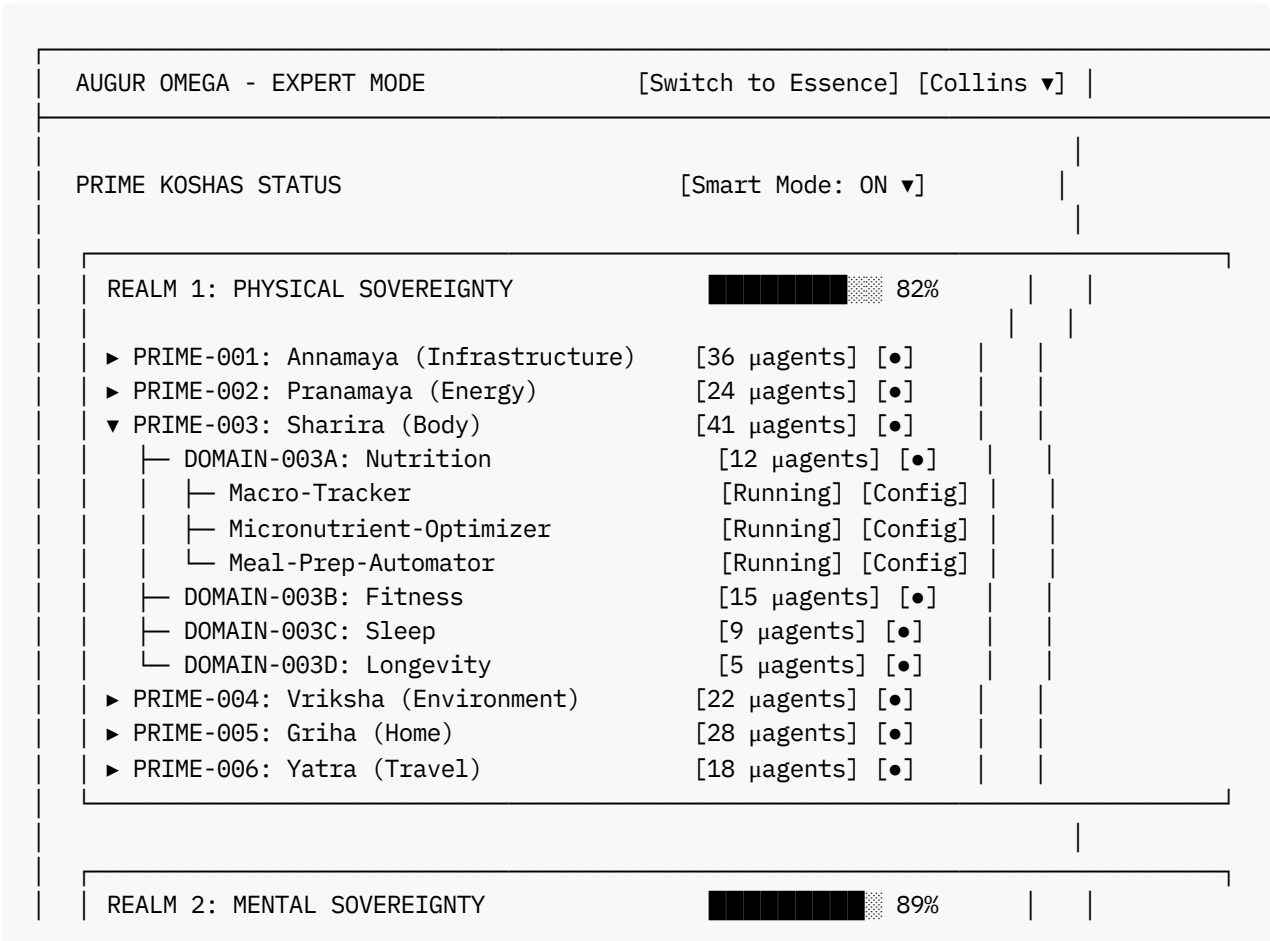 AUGUR OMEGA - EXPERT MODE [Switch to Essence] [Collins ▼]
PRIME KOSHAS STATUS [Smart Mode: ON ▼]
REALM 1: PHYSICAL SOVEREIGNTY ████████░░ 82%
► PRIME-001: Annamaya (Infrastructure) [36 μagents] [●]
► PRIME-002: Pranamaya (Energy) [24 μagents] [●]
▼ PRIME-003: Sharira (Body) [41 μagents] [●]
├─ DOMAIN-003A: Nutrition [12 μagents] [●]
│ ├─ Macro-Tracker [Running] [Config]
│ ├─ Micronutrient-Optimizer [Running] [Config]
│ └─ Meal-Prep-Automator [Running] [Config]
├─ DOMAIN-003B: Fitness [15 μagents] [●]
├─ DOMAIN-003C: Sleep [9 μagents] [●]
└─ DOMAIN-003D: Longevity [5 μagents] [●]
► PRIME-004: Vriksha (Environment) [22 μagents] [●]
► PRIME-005: Griha (Home) [28 μagents] [●]
► PRIME-006: Yatra (Travel) [18 μagents] [●]
REALM 2: MENTAL SOVEREIGNTY █████████░ 89%